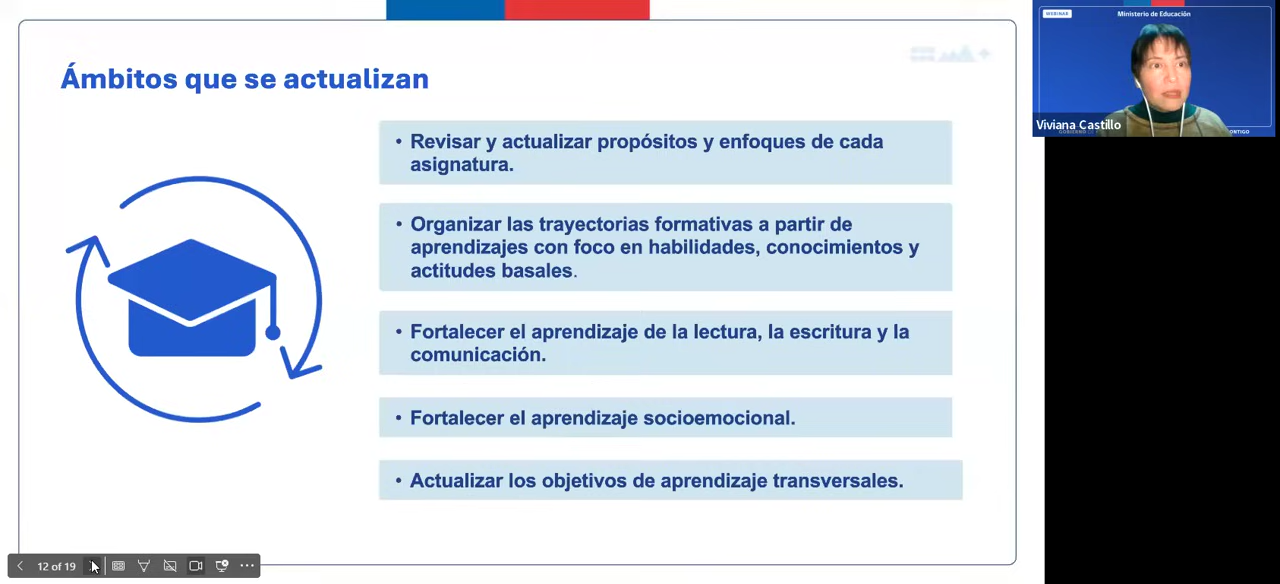 Ámbitos que se actualizan
• Revisar y actualizar propósitos y enfoques de cada
asignatura.
• Organizar las trayectorias formativas a partir de
aprendizajes con foco en habilidades, conocimientos y
actitudes basales.
• Fortalecer el aprendizaje de la lectura, la escritura y la
comunicación.
• Fortalecer el aprendizaje socioemocional.
• Actualizar los objetivos de aprendizaje transversales.
12 of 19
WEBINAR
Ministerio de Educación
Viviana Castillo